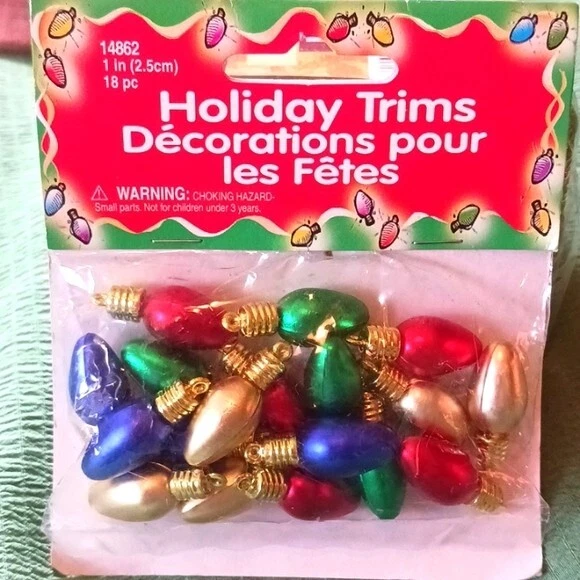 14862
1 in (2.5cm)
18 pc
Holiday Trims
Décorations pour
les Fêtes
⚠ WARNING: CHOKING HAZARD-
Small parts. Not for children under 3 years.